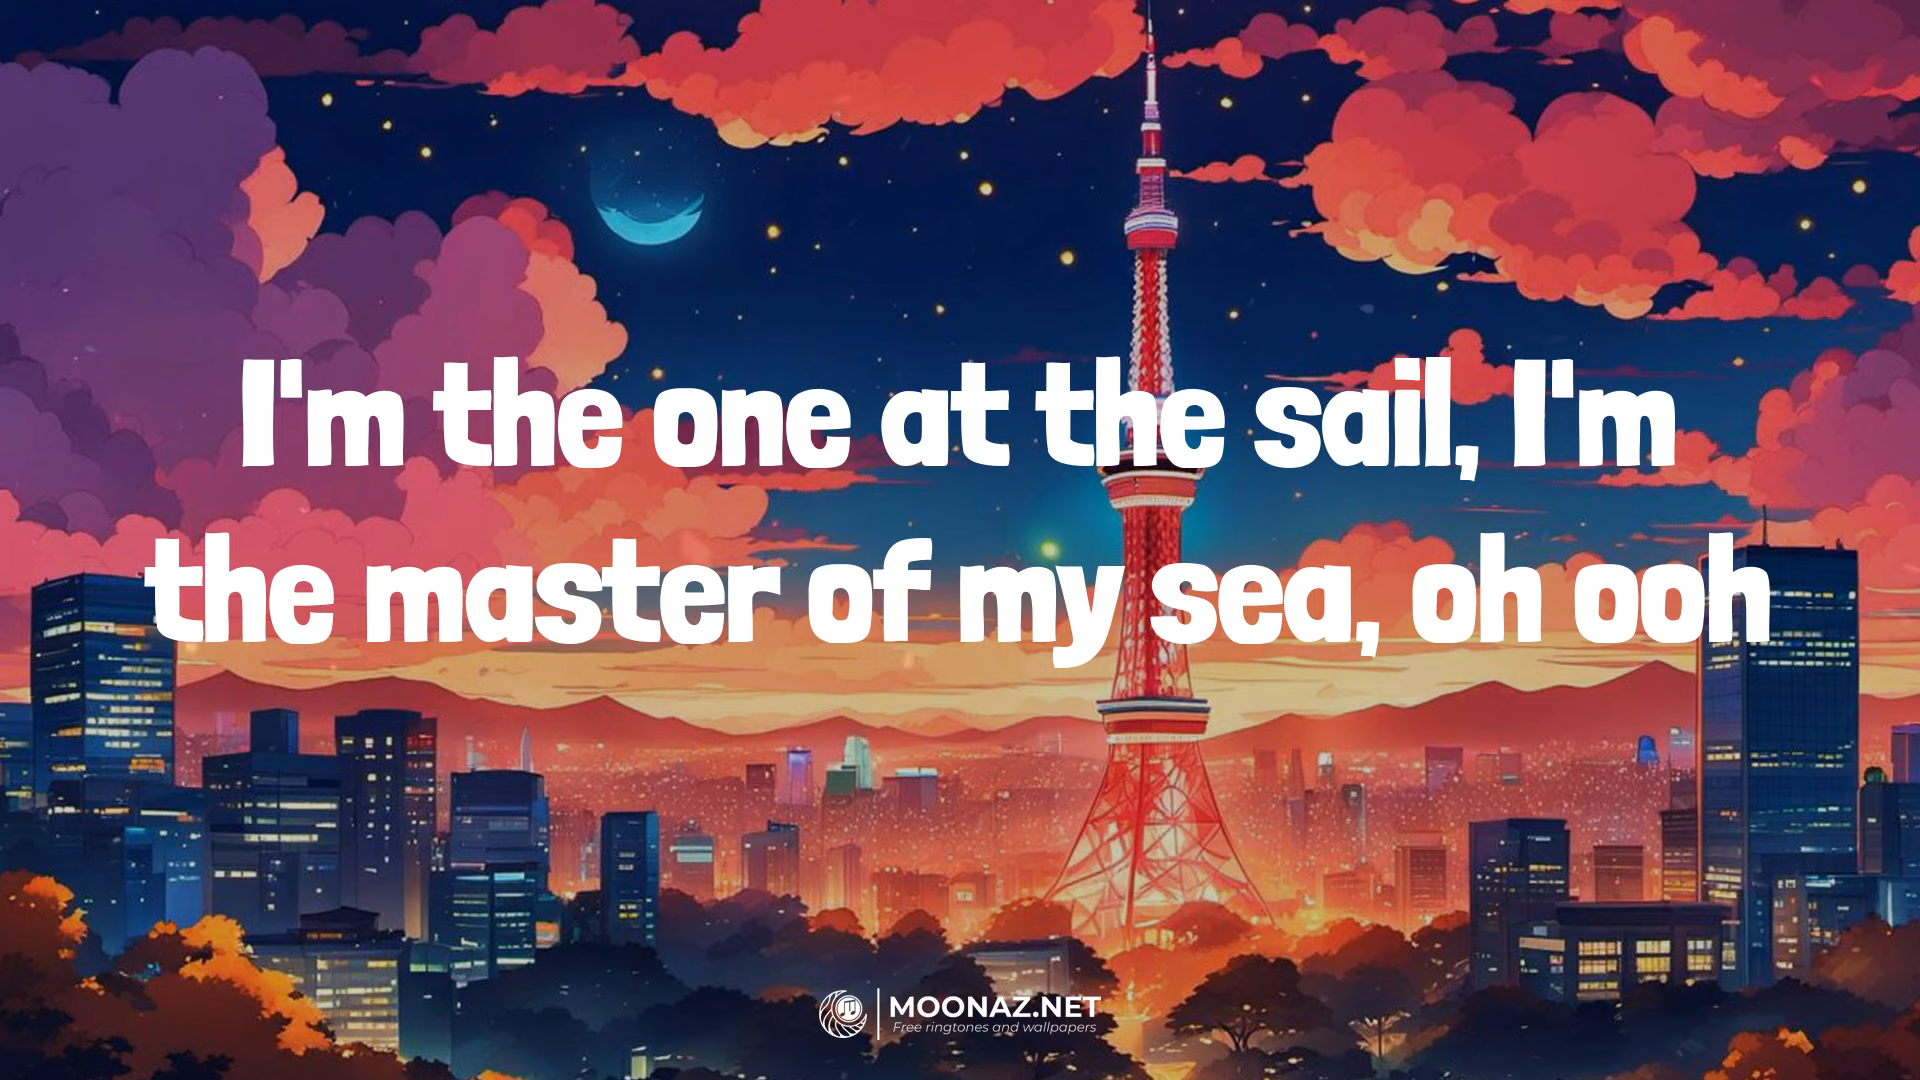 I'm the one at the sail, I'm
the master of my sea, oh ooh
MOONAZ.NET
Free ringtones and wallpapers